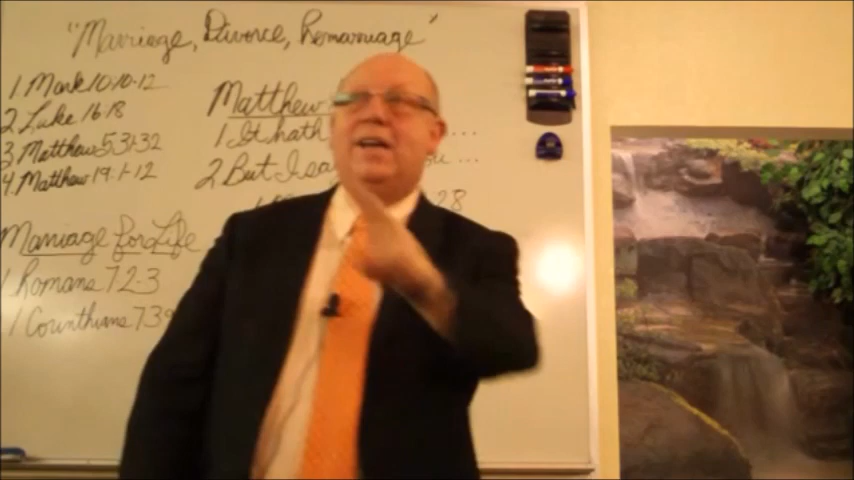 "Marriage, Divorce, Remarriage"
1 Mark 10:10-12
2 Luke 16:18
3 Matthew 5:31-32
4. Matthew 19:1-12
Marriage for Life
1 Romans 7:2-3
1 Corinthians 7:39
Matthew
1 It hath ...
2 But I say you ...
28